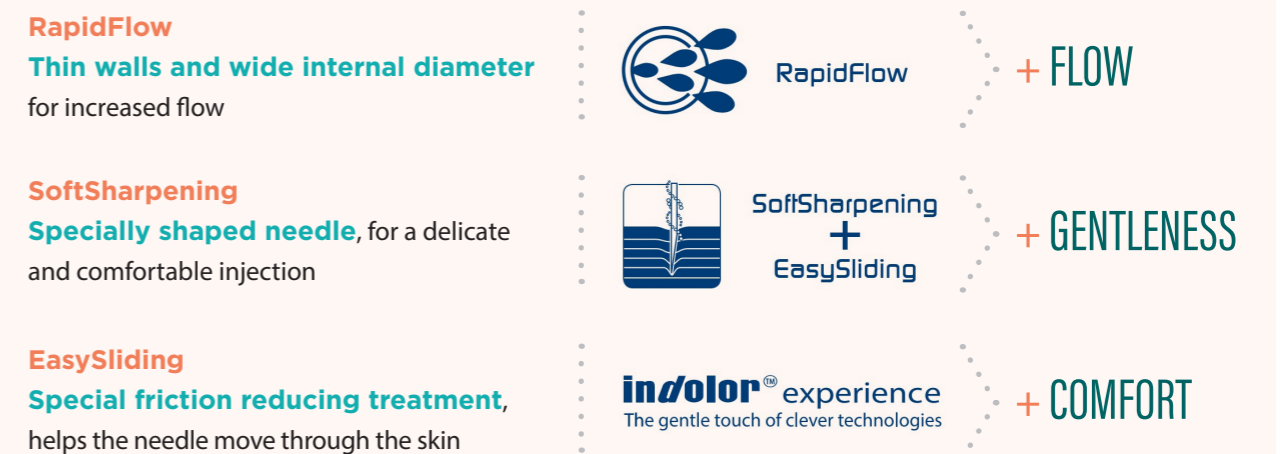 RapidFlow
Thin walls and wide internal diameter
for increased flow
RapidFlow
+ FLOW
SoftSharpening
Specially shaped needle, for a delicate
and comfortable injection
SoftSharpening
+
EasySliding
+ GENTLENESS
EasySliding
Special friction reducing treatment,
helps the needle move through the skin
indolor™ experience
The gentle touch of clever technologies
+ COMFORT